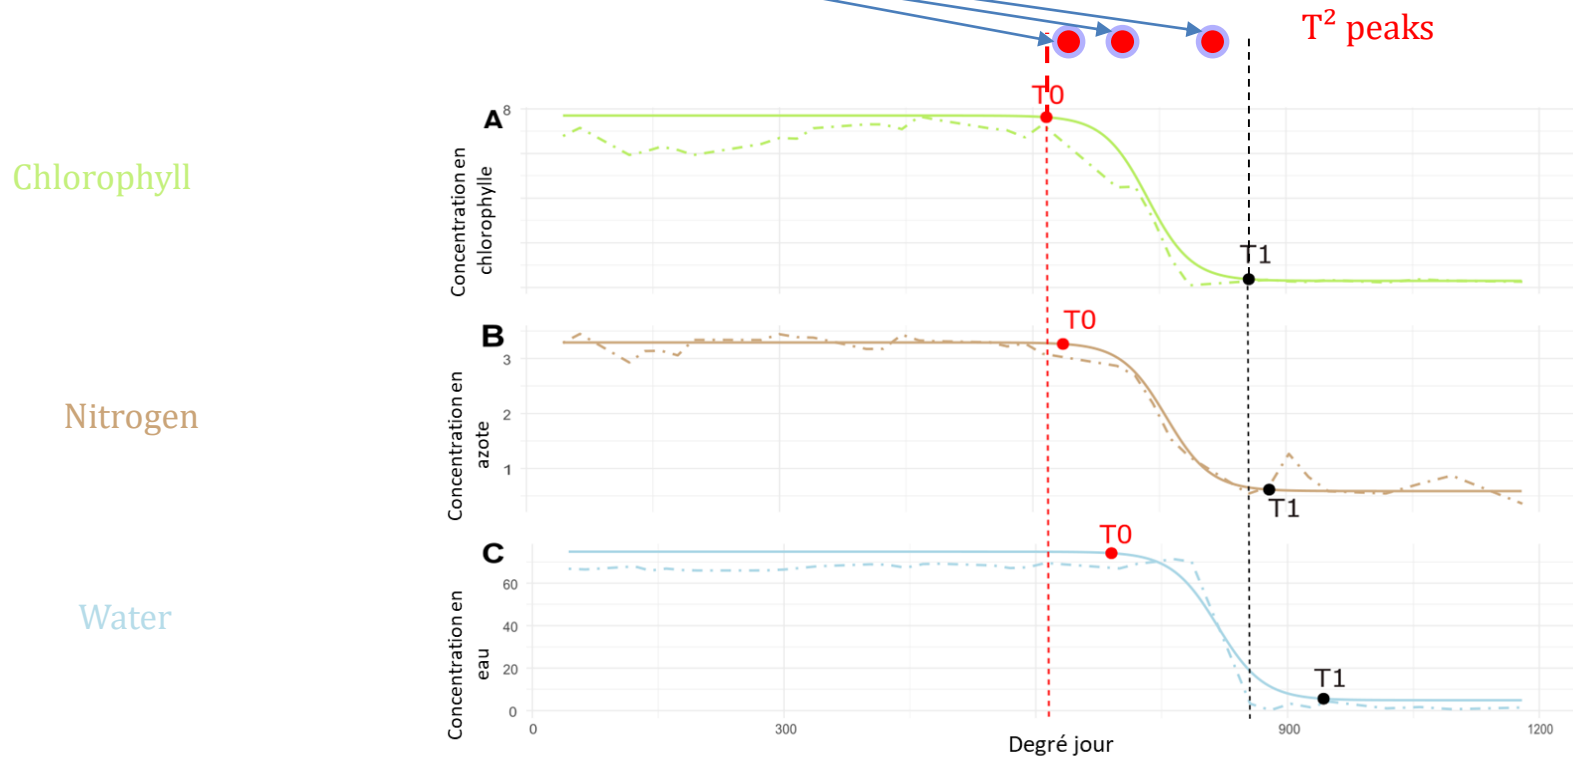 T² peaks
T0
A
8
Concentration en
chlorophylle
Chlorophyll
T1
B
T0
3
Concentration en
azote
Nitrogen
2
1
T1
C
T0
60
Concentration en
eau
Water
40
20
T1
0
0
300
900
1200
Degré jour